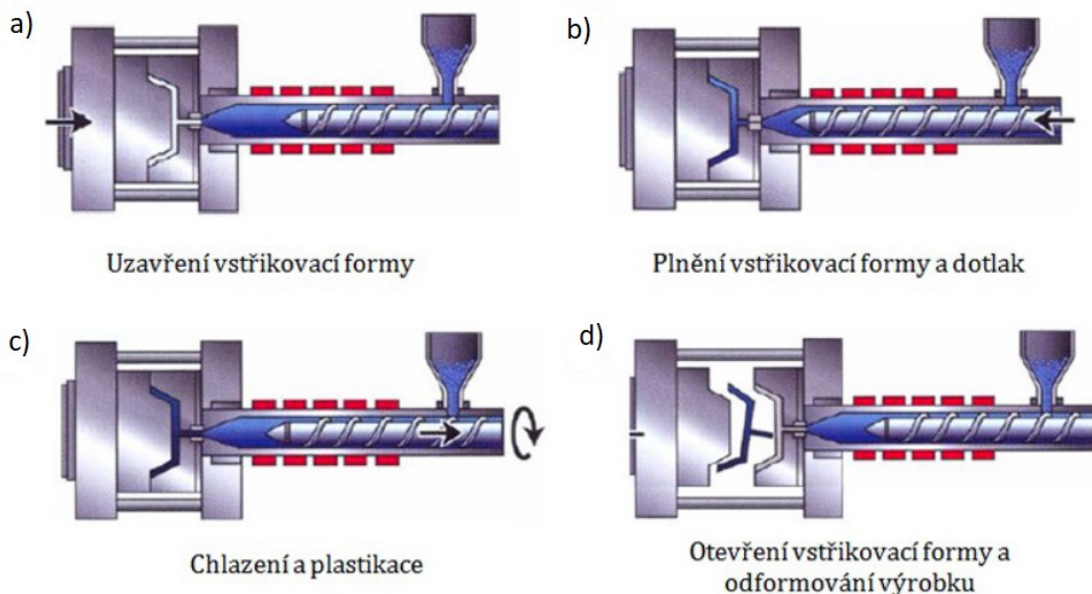 a)
Uzavření vstřikovací formy
b)
Plnění vstřikovací formy a dotlak
c)
Chlazení a plastikace
d)
Otevření vstřikovací formy a
odformování výrobku